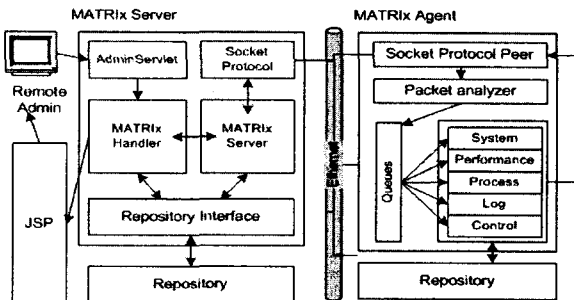 MATRIx Server
MATRIx Agent
Remote
Admin
AdminServlet
Socket
Protocol
MATRIx
Handler
MATRIx
Server
Repository Interface
JSP
Repository
Ethernet
Socket Protocol Peer
Packet analyzer
Queues
System
Performance
Process
Log
Control
Repository